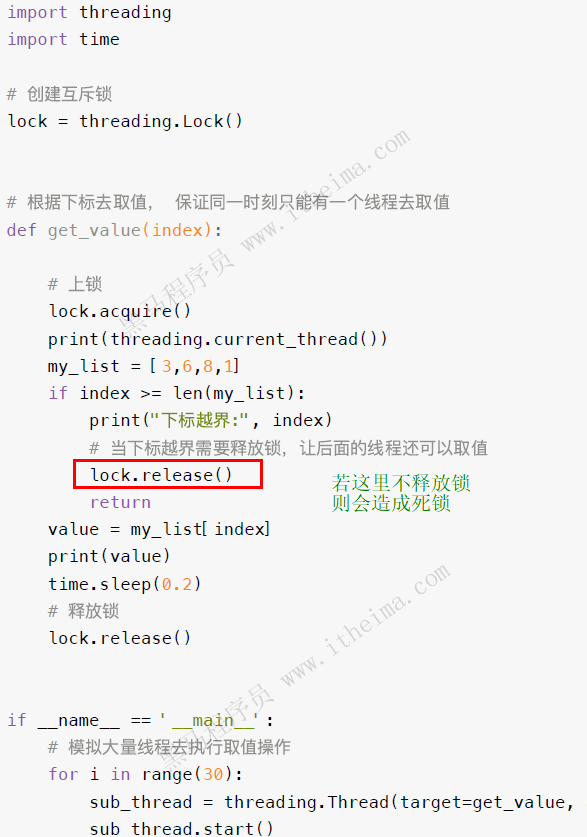 import threading
import time
# 创建互斥锁
lock = threading.Lock()
# 根据下标去取值， 保证同一时刻只能有一个线程去取值
def get_value(index):
# 上锁
lock.acquire()
print(threading.current_thread())
my_list = [ 3,6,8,1]
if index >= len(my_list):
print("下标越界:", index)
# 当下标越界需要释放锁，让后面的线程还可以取值
lock.release()
若这里不释放锁
return
则会造成死锁
value = my_list[ index]
print(value)
time.sleep(0.2)
# 释放锁
lock.release()
if __name__ == '__main__':
# 模拟大量线程去执行取值操作
for i in range(30):
sub_thread = threading.Thread(target=get_value,
sub_thread.start()
黑马程序员 www.itheima.com
黑马程序员 www.itheima.com